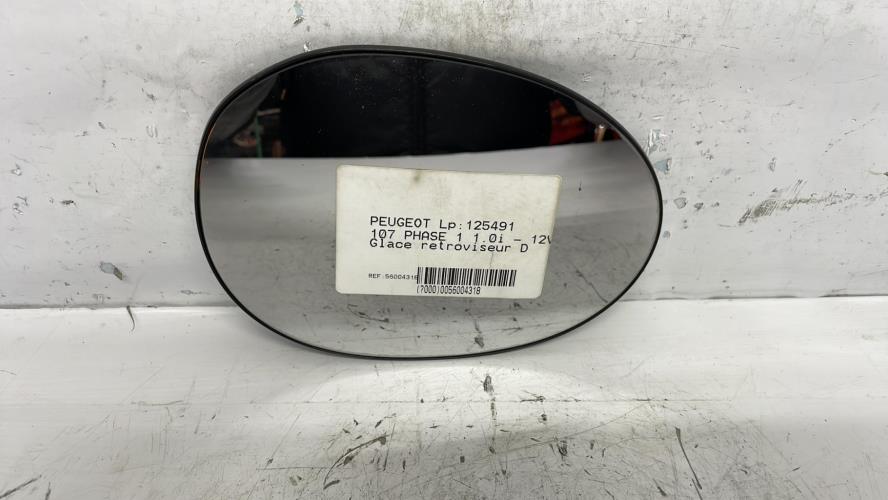 PEUGEOT Lp:125491
107 PHASE 1 1.0i - 12V
Glace retroviseur D
REF:56004318
(7000)0056004318